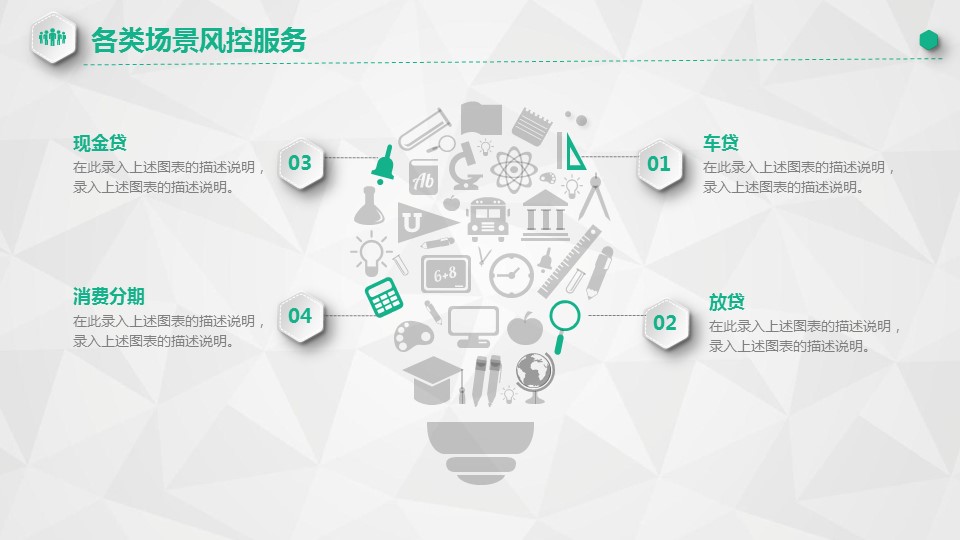 各类场景风控服务
现金贷
在此录入上述图表的描述说明，
录入上述图表的描述说明。
03
01
车贷
在此录入上述图表的描述说明，
录入上述图表的描述说明。
Ab
U
6+8
消费分期
在此录入上述图表的描述说明，
录入上述图表的描述说明。
04
02
放贷
在此录入上述图表的描述说明，
录入上述图表的描述说明。